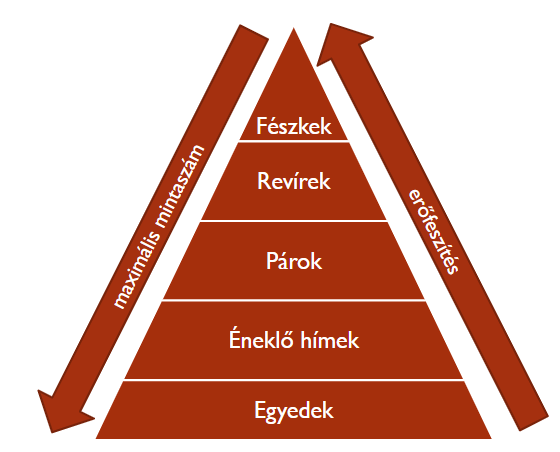 Fészkek
Revírek
Párok
Éneklő hímek
Egyedek
maximális mintaszám
erőfeszítés